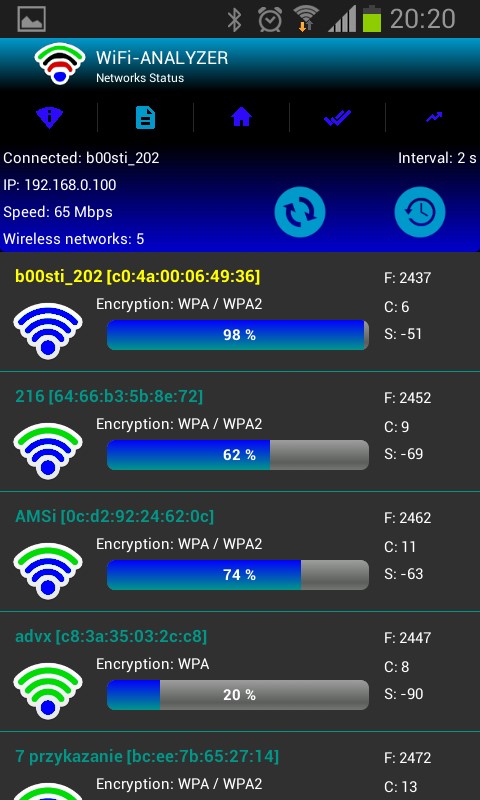 20:20
WiFi-ANALYZER
Networks Status
Connected: b00sti_202 Interval: 2 s
IP: 192.168.0.100
Speed: 65 Mbps
Wireless networks: 5
b00sti_202 [c0:4a:00:06:49:36] F: 2437
Encryption: WPA / WPA2 C: 6
98 % S: -51
216 [64:66:b3:5b:8e:72] F: 2452
Encryption: WPA / WPA2 C: 9
62 % S: -69
AMSi [0c:d2:92:24:62:0c] F: 2462
Encryption: WPA / WPA2 C: 11
74 % S: -63
advx [c8:3a:35:03:2c:c8] F: 2447
Encryption: WPA C: 8
20 % S: -90
7 przykazanie [bc:ee:7b:65:27:14] F: 2472
Encryption: WPA / WPA2 C: 13